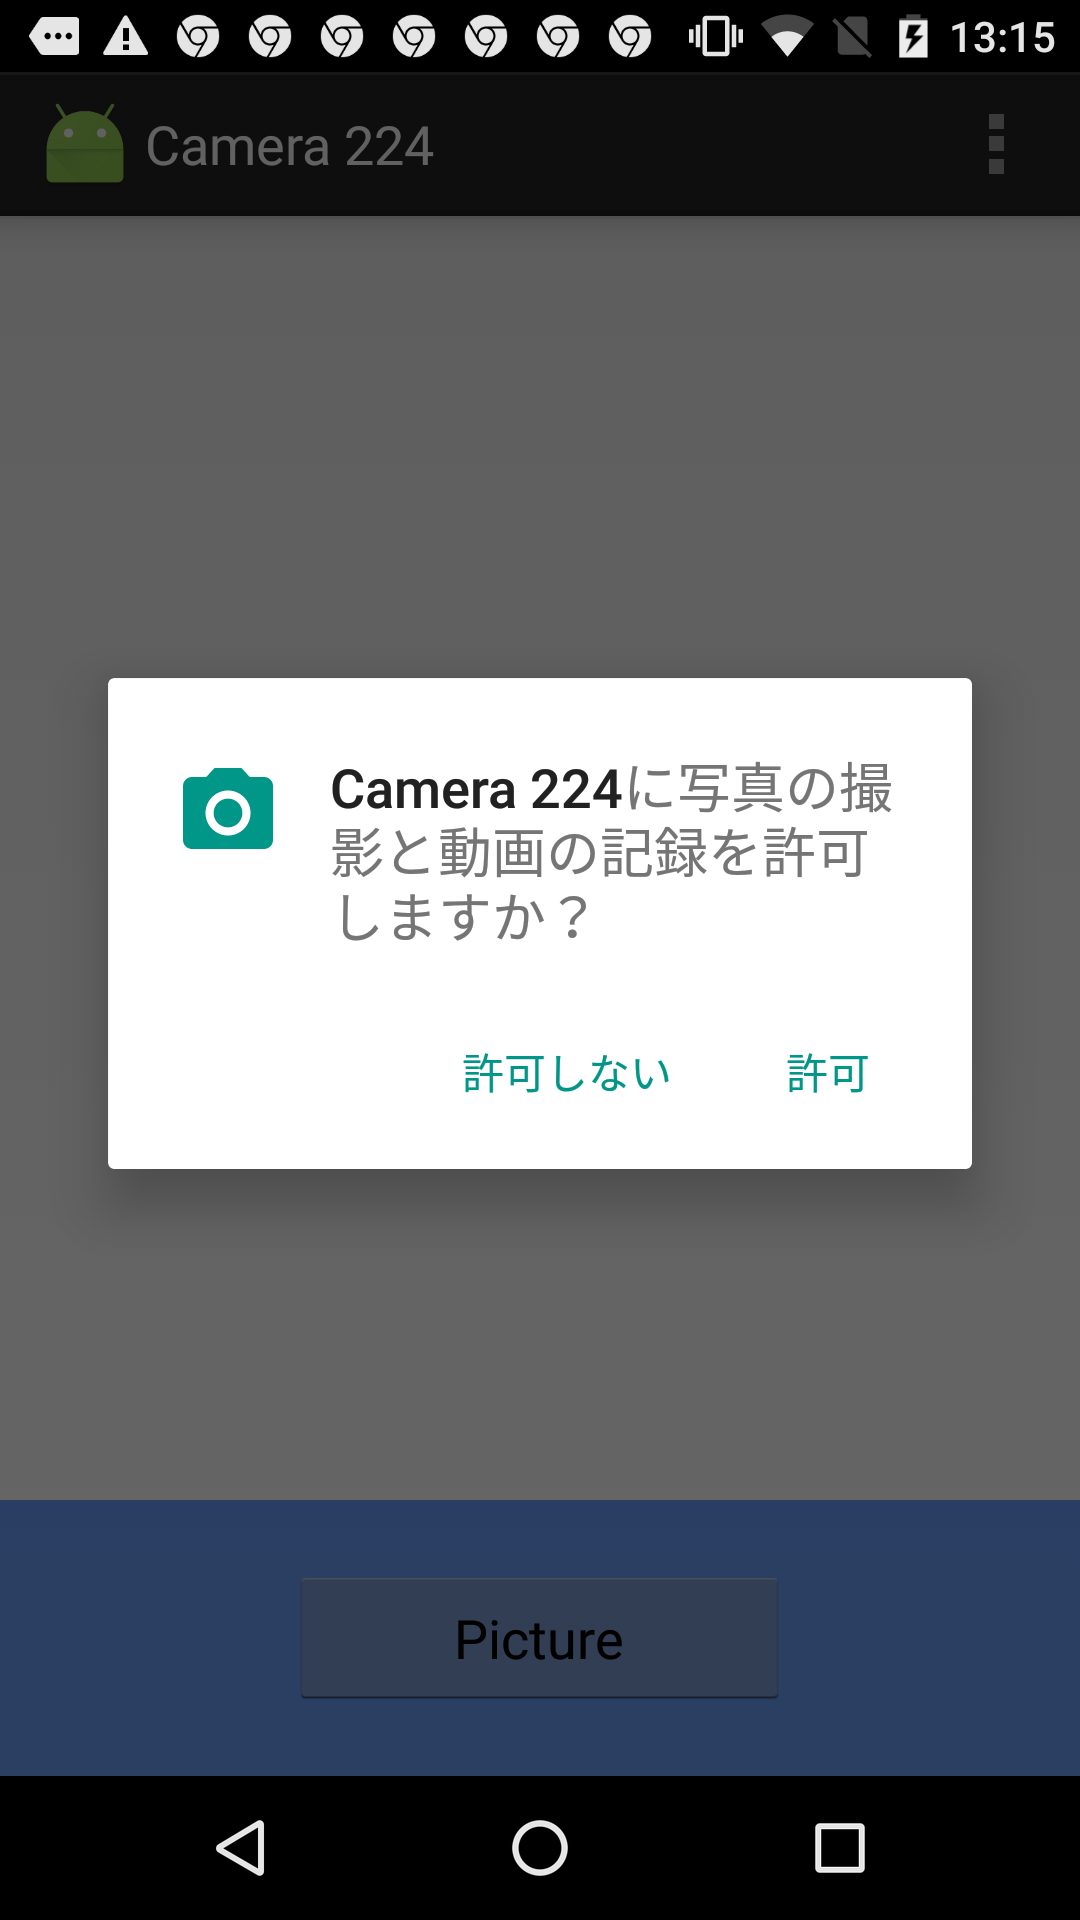 13:15
Camera 224
Camera 224に写真の撮
影と動画の記録を許可
しますか？
許可しない 許可
Picture